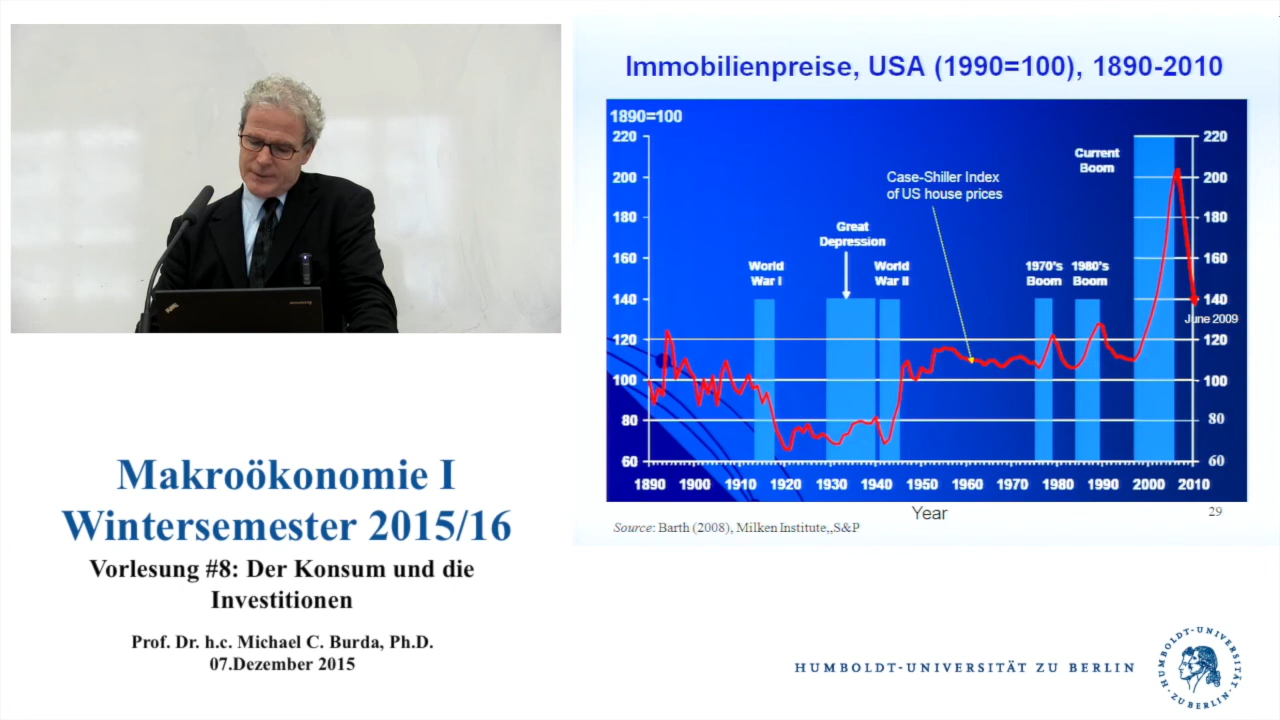 Immobilienpreise, USA (1990=100), 1890-2010
1890=100
220
200
180
160
140
120
100
80
60
220
200
180
160
140
120
100
80
60
Current
Boom
Case-Shiller Index
of US house prices
Great
Depression
World
War I
World
War II
1970's
Boom
1980's
Boom
June 2009
1890 1900 1910 1920 1930 1940 1950 1960 1970 1980 1990 2000 2010
Year
29
Source: Barth (2008), Milken Institute,,S&P
Makroökonomie I
Wintersemester 2015/16
Vorlesung #8: Der Konsum und die
Investitionen
Prof. Dr. h.c. Michael C. Burda, Ph.D.
07.Dezember 2015
HUMBOLDT-UNIVERSITÄT ZU BERLIN
HUMBOLDT-UNIVERSITÄT ZU BERLIN